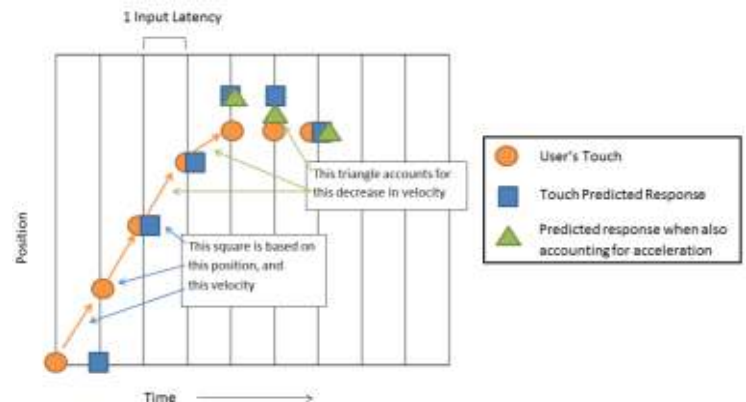 1 Input Latency
This triangle accounts for
this decrease in velocity
This square is based on
this position, and
this velocity
Position
Time
User's Touch
Touch Predicted Response
Predicted response when also
accounting for acceleration